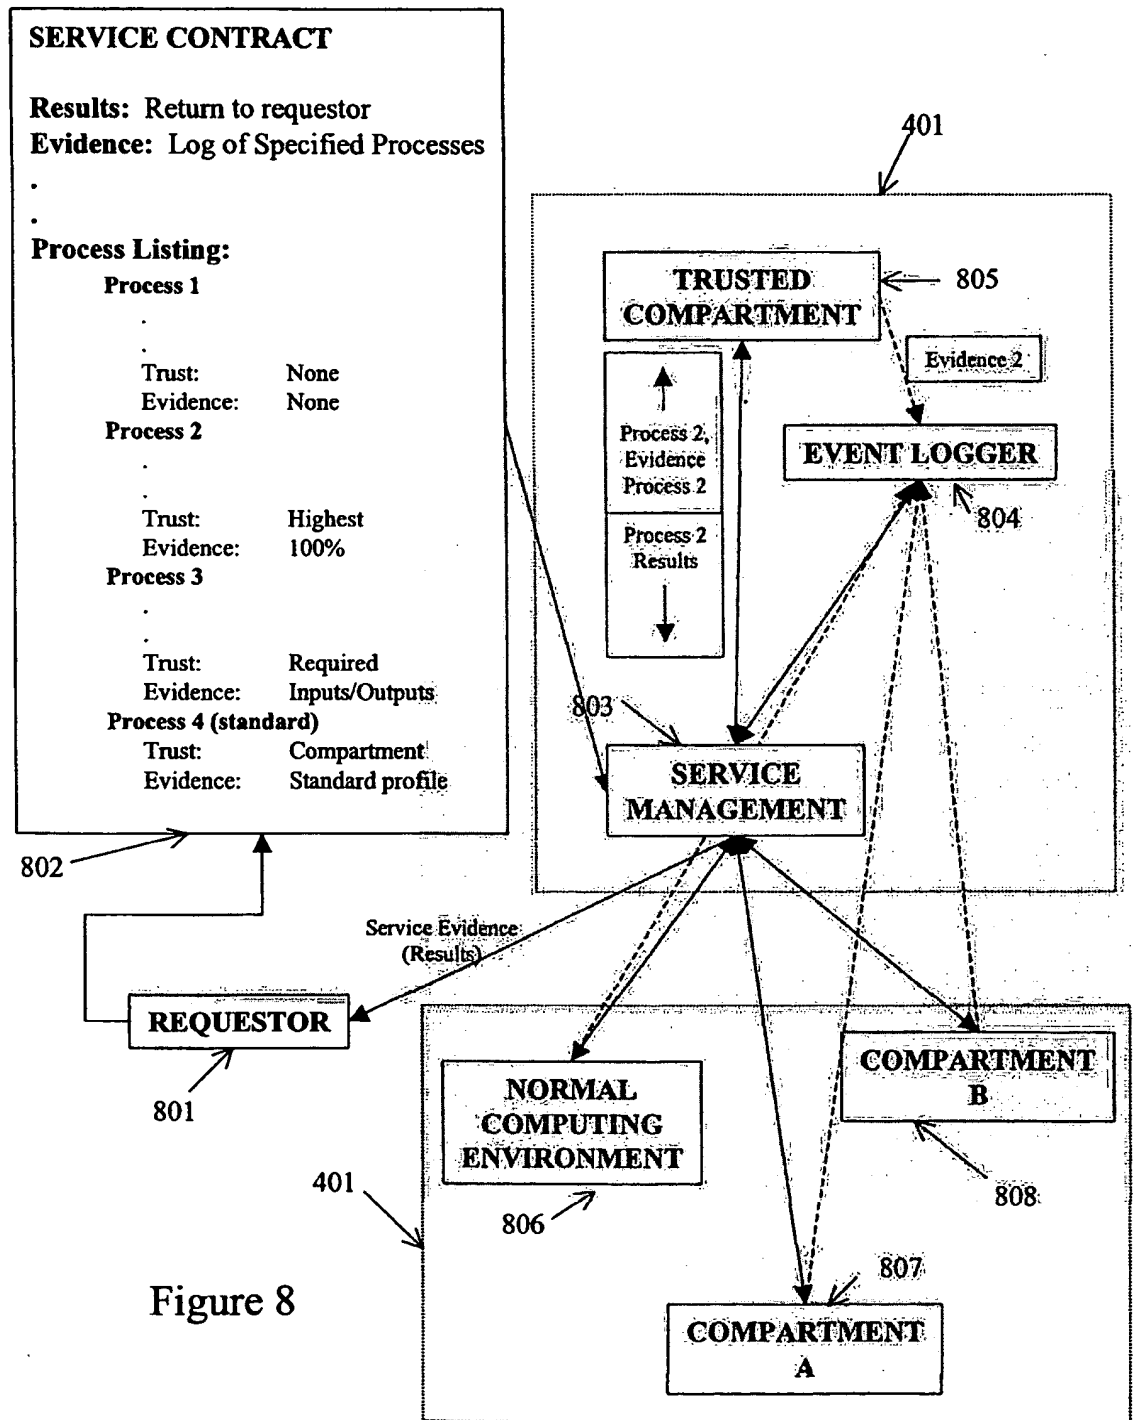 SERVICE CONTRACT
Results: Return to requestor
Evidence: Log of Specified Processes
.
.
Process Listing:
Process 1
.
.
Trust: None
Evidence: None
Process 2
.
.
Trust: Highest
Evidence: 100%
Process 3
.
.
Trust: Required
Evidence: Inputs/Outputs
Process 4 (standard)
Trust: Compartment
Evidence: Standard profile
802
401
TRUSTED
COMPARTMENT
805
Evidence 2
Process 2,
Evidence
Process 2
Process 2
Results
EVENT LOGGER
804
803
SERVICE
MANAGEMENT
Service Evidence
(Results)
REQUESTOR
801
NORMAL
COMPUTING
ENVIRONMENT
806
COMPARTMENT
B
808
401
807
COMPARTMENT
A
Figure 8